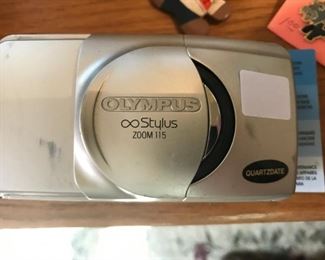 OLYMPUS
∞ Stylus
ZOOM 115
QUARTZDATE